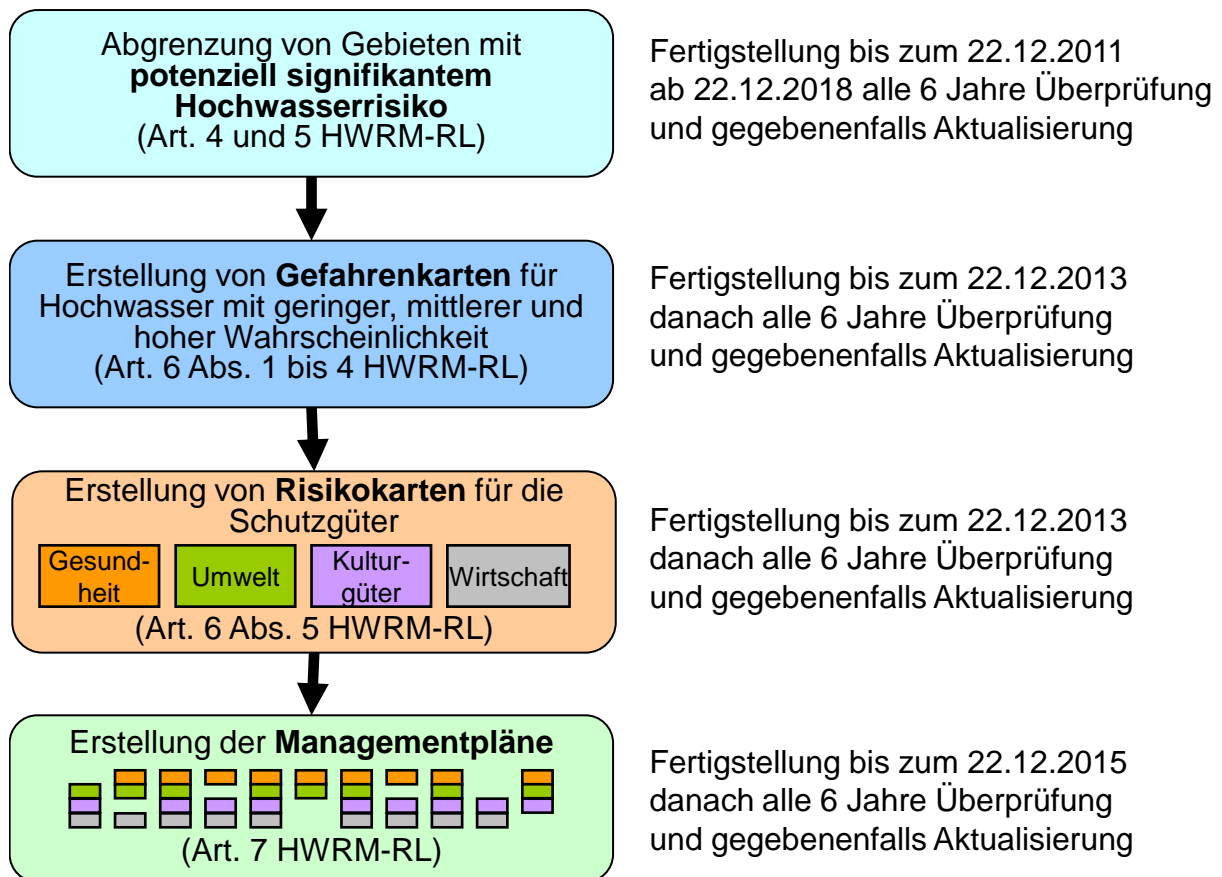 Abgrenzung von Gebieten mit
potenziell signifikantem
Hochwasserrisiko
(Art. 4 und 5 HWRM-RL)
Fertigstellung bis zum 22.12.2011
ab 22.12.2018 alle 6 Jahre Überprüfung
und gegebenenfalls Aktualisierung
Erstellung von Gefahrenkarten für
Hochwasser mit geringer, mittlerer und
hoher Wahrscheinlichkeit
(Art. 6 Abs. 1 bis 4 HWRM-RL)
Fertigstellung bis zum 22.12.2013
danach alle 6 Jahre Überprüfung
und gegebenenfalls Aktualisierung
Erstellung von Risikokarten für die
Schutzgüter
Gesund-
heit
Umwelt
Kultur-
güter
Wirtschaft
(Art. 6 Abs. 5 HWRM-RL)
Fertigstellung bis zum 22.12.2013
danach alle 6 Jahre Überprüfung
und gegebenenfalls Aktualisierung
Erstellung der Managementpläne
(Art. 7 HWRM-RL)
Fertigstellung bis zum 22.12.2015
danach alle 6 Jahre Überprüfung
und gegebenenfalls Aktualisierung